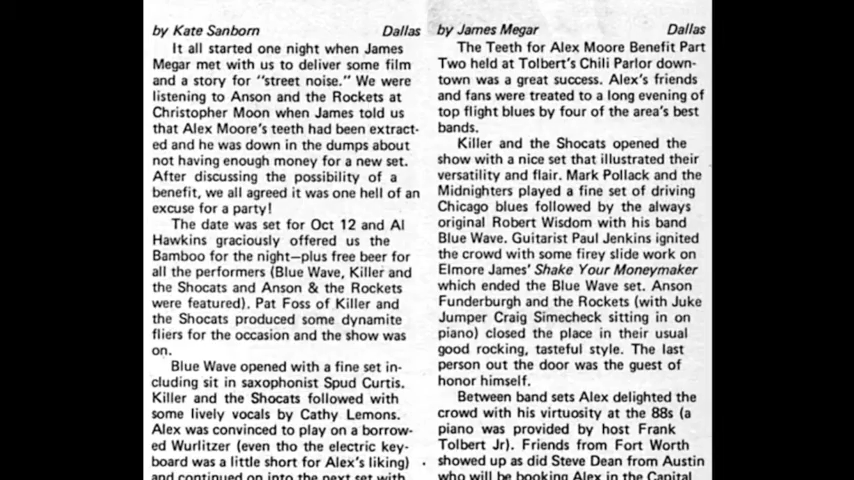 by Kate Sanborn Dallas
It all started one night when James
Megar met with us to deliver some film
and a story for "street noise." We were
listening to Anson and the Rockets at
Christopher Moon when James told us
that Alex Moore's teeth had been extract-
ed and he was down in the dumps about
not having enough money for a new set.
After discussing the possibility of a
benefit, we all agreed it was one hell of an
excuse for a party!
The date was set for Oct 12 and Al
Hawkins graciously offered us the
Bamboo for the night—plus free beer for
all the performers (Blue Wave, Killer and
the Shocats and Anson & the Rockets
were featured). Pat Foss of Killer and
the Shocats produced some dynamite
fliers for the occasion and the show was
on.
Blue Wave opened with a fine set in-
cluding sit in saxophonist Spud Curtis.
Killer and the Shocats followed with
some lively vocals by Cathy Lemons.
Alex was convinced to play on a borrow-
ed Wurlitzer (even tho the electric key-
board was a little short for Alex's liking)
and continued on into the next set with
by James Megar Dallas
The Teeth for Alex Moore Benefit Part
Two held at Tolbert's Chili Parlor down-
town was a great success. Alex's friends
and fans were treated to a long evening of
top flight blues by four of the area's best
bands.
Killer and the Shocats opened the
show with a nice set that illustrated their
versatility and flair. Mark Pollack and the
Midnighters played a fine set of driving
Chicago blues followed by the always
original Robert Wisdom with his band
Blue Wave. Guitarist Paul Jenkins ignited
the crowd with some firey slide work on
Elmore James' Shake Your Moneymaker
which ended the Blue Wave set. Anson
Funderburgh and the Rockets (with Juke
Jumper Craig Simecheck sitting in on
piano) closed the place in their usual
good rocking, tasteful style. The last
person out the door was the guest of
honor himself.
Between band sets Alex delighted the
crowd with his virtuosity at the 88s (a
piano was provided by host Frank
Tolbert Jr). Friends from Fort Worth
showed up as did Steve Dean from Austin
who will be booking Alex in the Capital